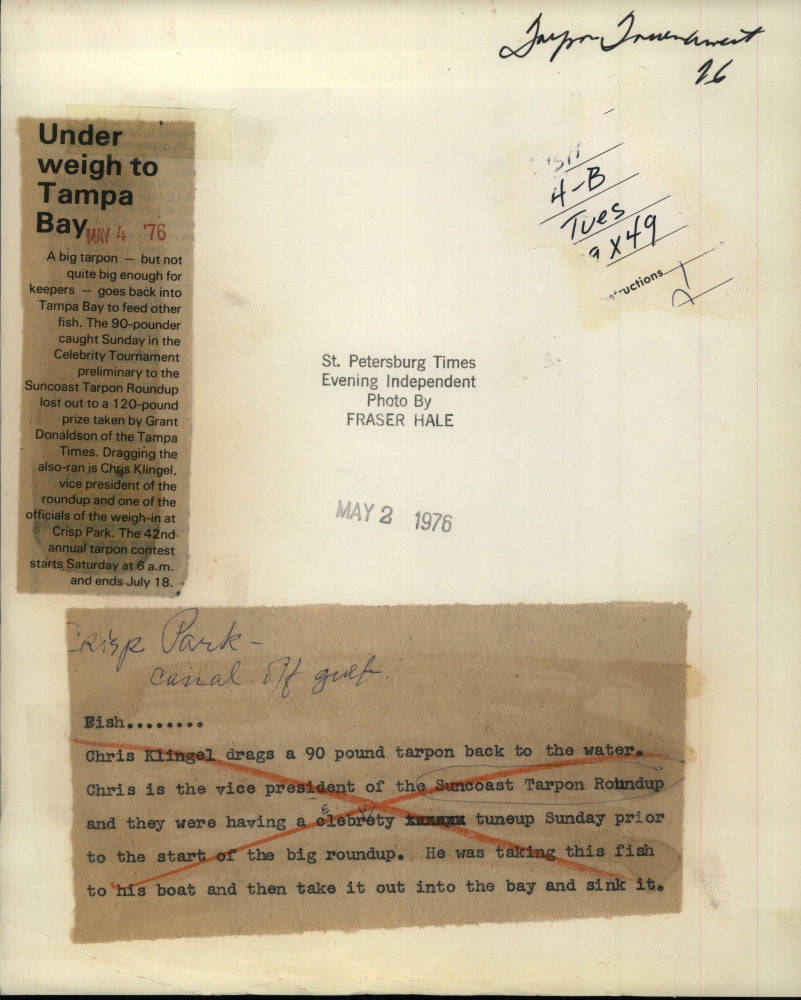 Tarpon Tournament
76
Under
weigh to
Tampa
Bay
MAY 4 '76
A big tarpon — but not
quite big enough for
keepers — goes back into
Tampa Bay to feed other
fish. The 90-pounder
caught Sunday in the
Celebrity Tournament
preliminary to the
Suncoast Tarpon Roundup
lost out to a 120-pound
prize taken by Grant
Donaldson of the Tampa
Times. Dragging the
also-ran is Chris Klingel,
vice president of the
roundup and one of the
officials of the weigh-in at
Crisp Park. The 42nd
annual tarpon contest
starts Saturday at 6 a.m.
and ends July 18.
4-B
Tues
9 x 49
St. Petersburg Times
Evening Independent
Photo By
FRASER HALE
MAY 2 1976
Crisp Park -
canal off gulf.
Fish........
Chris Klingel drags a 90 pound tarpon back to the water.
Chris is the vice president of the Suncoast Tarpon Roundup
and they were having a clebrety tuneup Sunday prior
to the start of the big roundup. He was taking this fish
to his boat and then take it out into the bay and sink it.